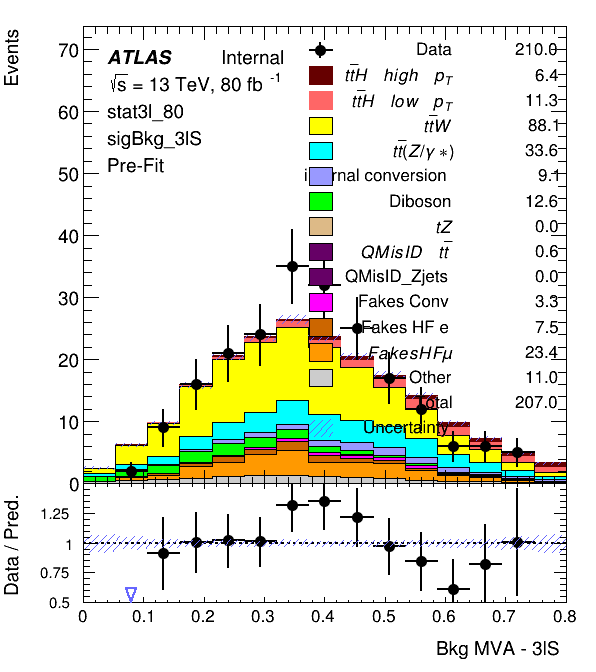 Events
70
60
50
40
30
20
10
0
ATLAS Internal
√s = 13 TeV, 80 fb -1
stat3l_80
sigBkg_3lS
Pre-Fit
Data 210.0
tt̄H high pT 6.4
tt̄H low pT 11.3
tt̄W 88.1
tt̄(Z/γ*) 33.6
conversion 9.1
Diboson 12.6
tZ 0.0
QMisID tt̄ 0.6
QMisID_Zjets 0.0
Fakes Conv 3.3
Fakes HF e 7.5
FakesHFμ 23.4
Other 11.0
207.0
Uncertainty
Data / Pred.
1.25
1
0.75
0.5
0 0.1 0.2 0.3 0.4 0.5 0.6 0.7 0.8
Bkg MVA - 3lS